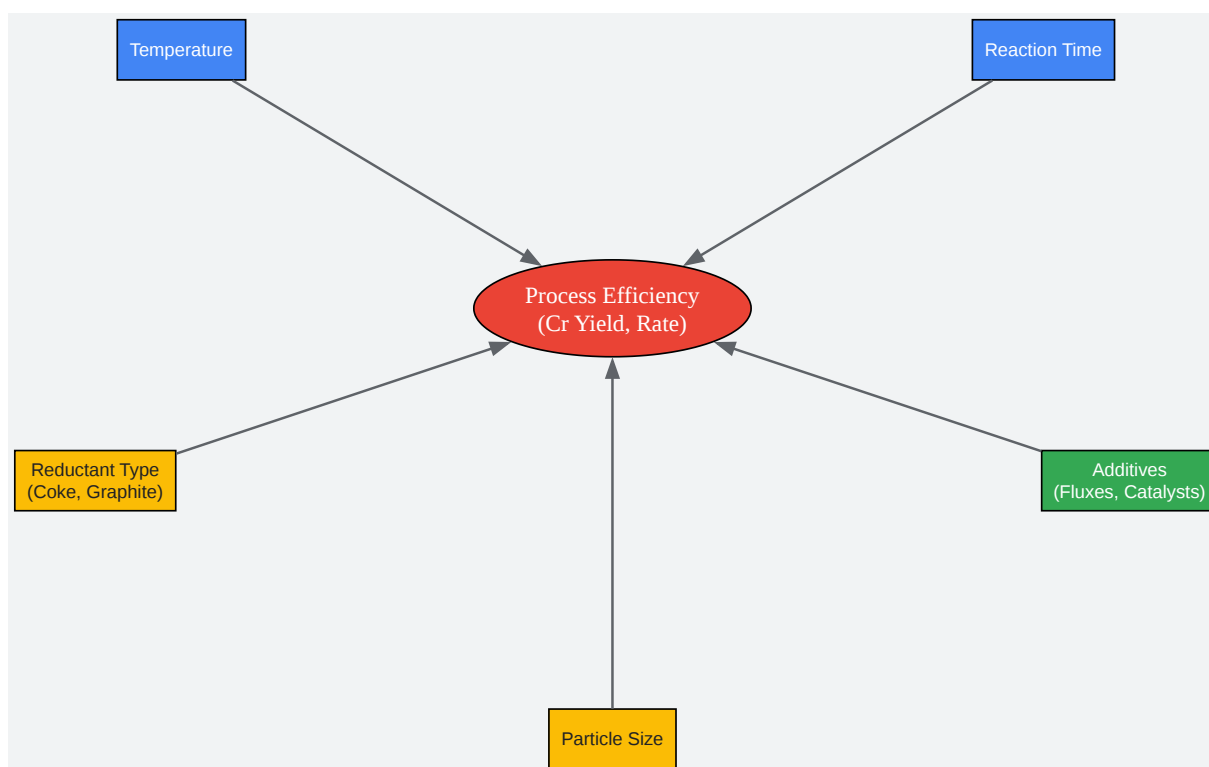 Temperature
Reaction Time
Process Efficiency
(Cr Yield, Rate)
Reductant Type
(Coke, Graphite)
Additives
(Fluxes, Catalysts)
Particle Size